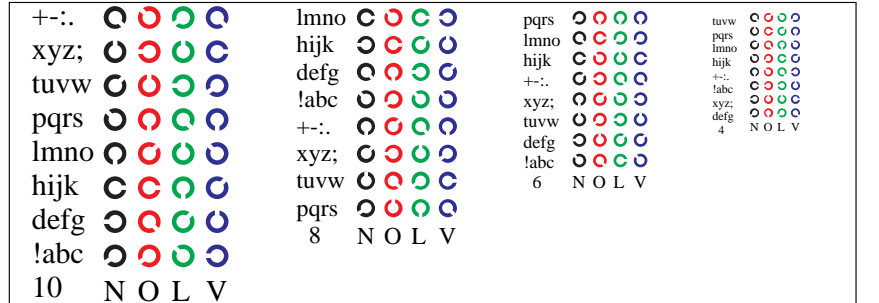 +-:.
xyz;
tuvw
pqrs
lmno
hijk
defg
!abc
10 N O L V
lmno
hijk
defg
!abc
+-:.
xyz;
tuvw
pqrs
8 N O L V
pqrs
lmno
hijk
+-:.
xyz;
tuvw
defg
!abc
6 N O L V
tuvw
pqrs
lmno
hijk
+-:.
!abc
xyz;
defg
4 N O L V